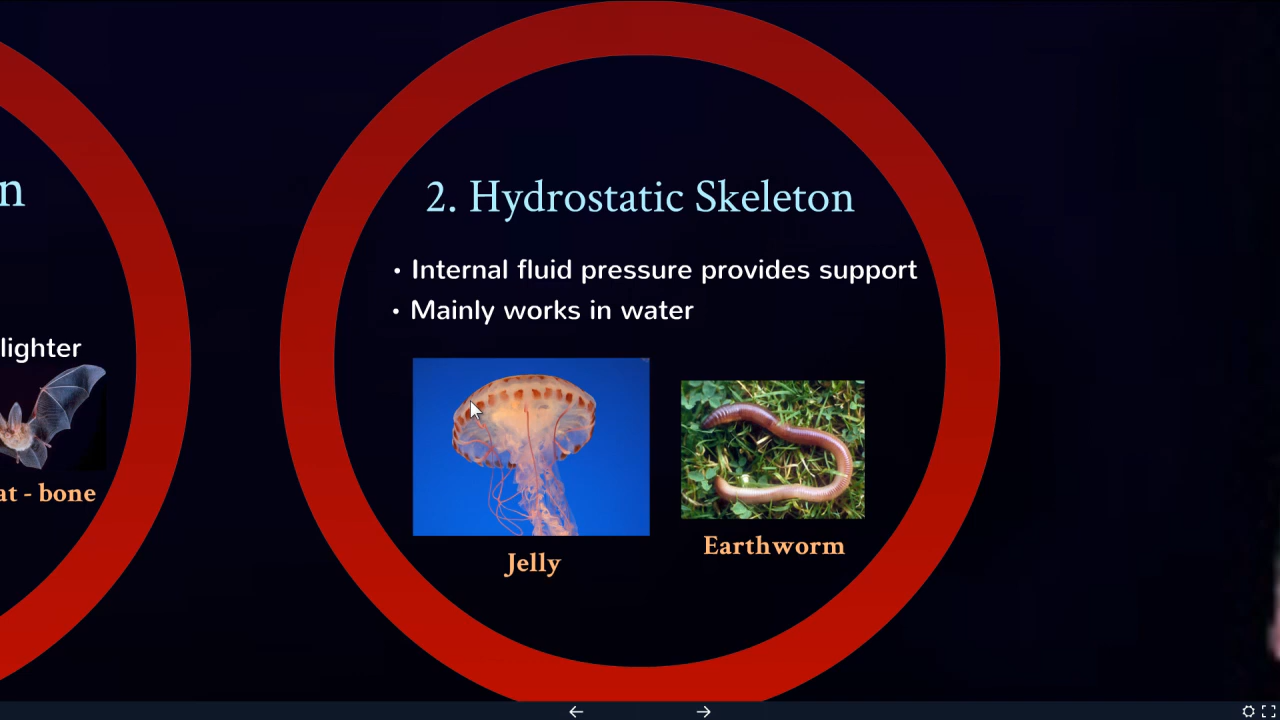 n
lighter
at - bone
2. Hydrostatic Skeleton
• Internal fluid pressure provides support
• Mainly works in water
Jelly
Earthworm